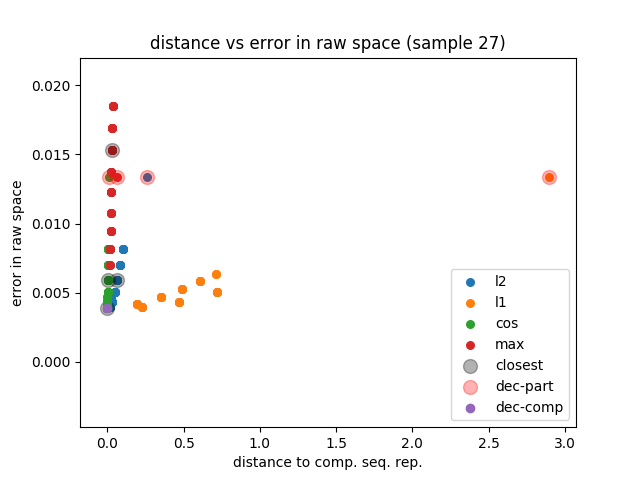 distance vs error in raw space (sample 27)
error in raw space
0.020
0.015
0.010
0.005
0.000
l2
l1
cos
max
closest
dec-part
dec-comp
0.0 0.5 1.0 1.5 2.0 2.5 3.0
distance to comp. seq. rep.